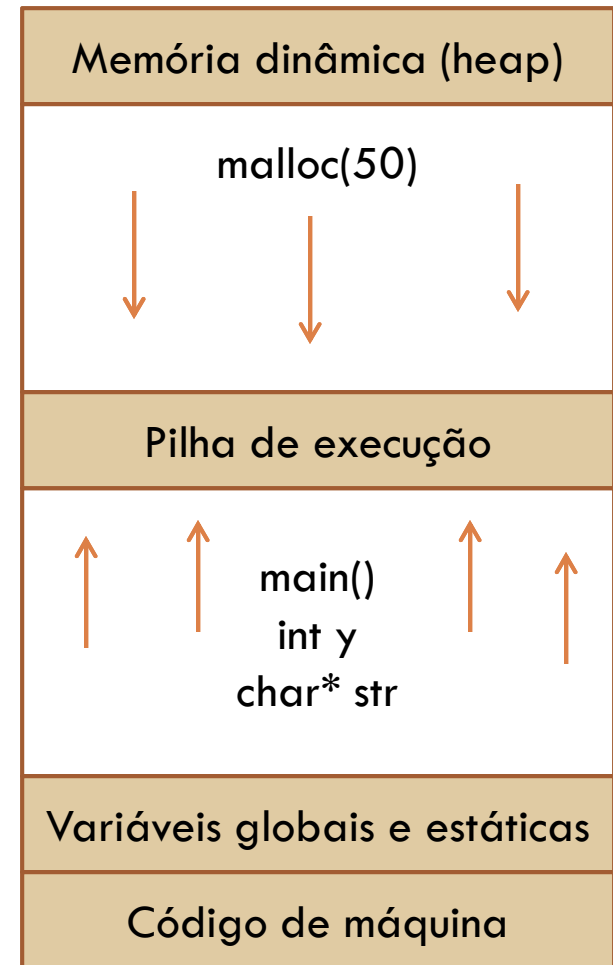 Memória dinâmica (heap)
malloc(50)
Pilha de execução
main()
int y
char* str
Variáveis globais e estáticas
Código de máquina